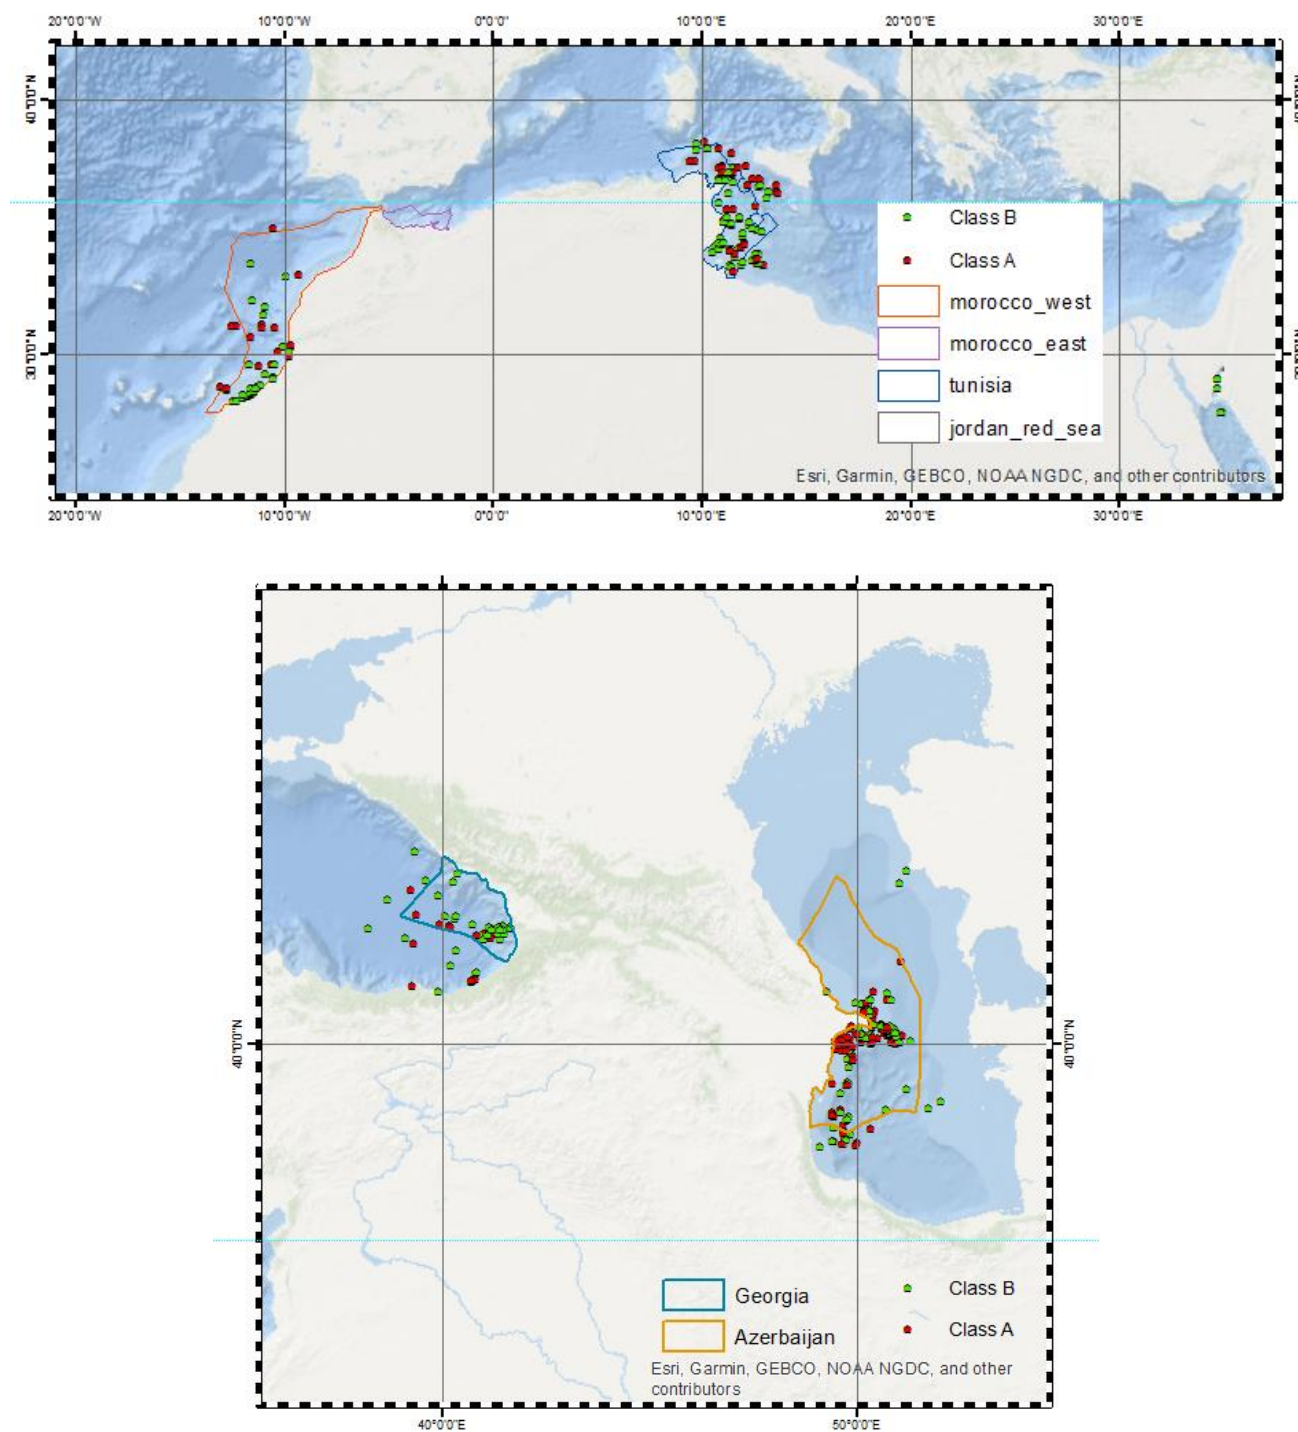 20°0'0"W 10°0'0"W 0°0'0" 10°0'0"E 20°0'0"E 30°0'0"E
40°0'0"N
30°0'0"N
Class B
Class A
morocco_west
morocco_east
tunisia
jordan_red_sea
Esri, Garmin, GEBCO, NOAA NGDC, and other contributors
20°0'0"W 10°0'0"W 0°0'0" 10°0'0"E 20°0'0"E 30°0'0"E
40°0'0"N 40°0'0"N
Georgia Class B
Azerbaijan Class A
Esri, Garmin, GEBCO, NOAA NGDC, and other
contributors
40°0'0"E 50°0'0"E